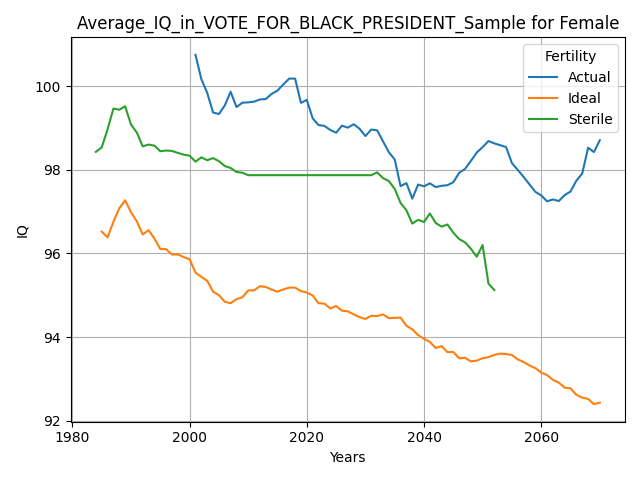 Average_IQ_in_VOTE_FOR_BLACK_PRESIDENT_Sample for Female
Fertility
Actual
Ideal
Sterile
IQ
100
98
96
94
92
1980
2000
2020
2040
2060
Years